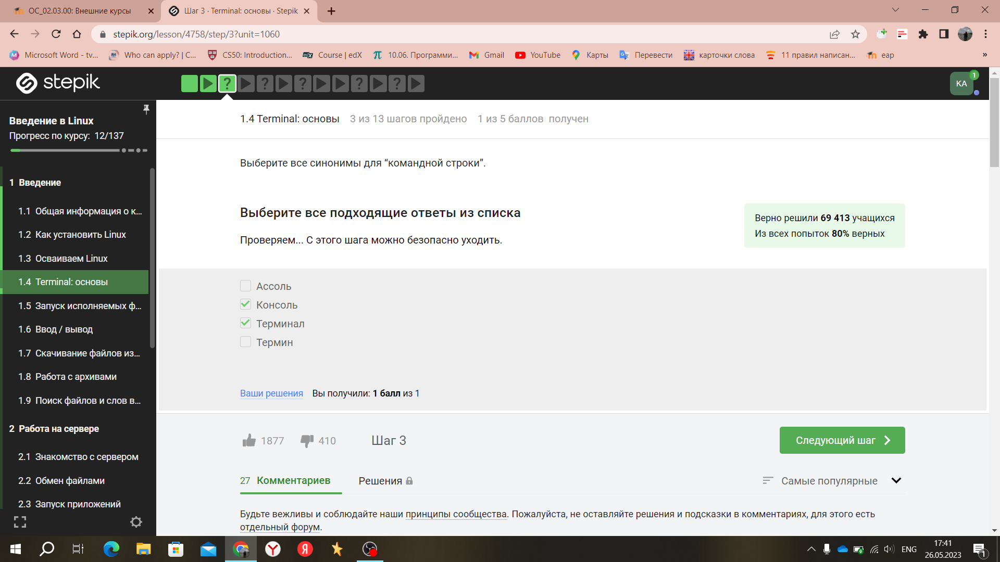 ОС_02.03.00: Внешние курсы
Шаг 3 · Terminal: основы · Stepik
stepik.org/lesson/4758/step/3?unit=1060
Microsoft Word - tv...
Who can apply? | C...
CS50: Introduction...
edX
Course | edX
10.06. Программи...
Gmail
YouTube
Карты
Перевести
карточки слова
11 правил написан...
eap
»
stepik
KA
1
Введение в Linux
Прогресс по курсу: 12/137
1 Введение
1.1 Общая информация о к...
1.2 Как установить Linux
1.3 Осваиваем Linux
1.4 Terminal: основы
1.5 Запуск исполняемых ф...
1.6 Ввод / вывод
1.7 Скачивание файлов из...
1.8 Работа с архивами
1.9 Поиск файлов и слов в...
2 Работа на сервере
2.1 Знакомство с сервером
2.2 Обмен файлами
2.3 Запуск приложений
1.4 Terminal: основы 3 из 13 шагов пройдено 1 из 5 баллов получен
Выберите все синонимы для “командной строки”.
Выберите все подходящие ответы из списка
Проверяем... С этого шага можно безопасно уходить.
Верно решили 69 413 учащихся
Из всех попыток 80% верных
Ассоль
Консоль
Терминал
Термин
Ваши решения Вы получили: 1 балл из 1
1877
410
Шаг 3
Следующий шаг
27 Комментариев
Решения
Самые популярные
Будьте вежливы и соблюдайте наши принципы сообщества. Пожалуйста, не оставляйте решения и подсказки в комментариях, для этого есть
отдельный форум.
ENG
17:41
26.05.2023
1